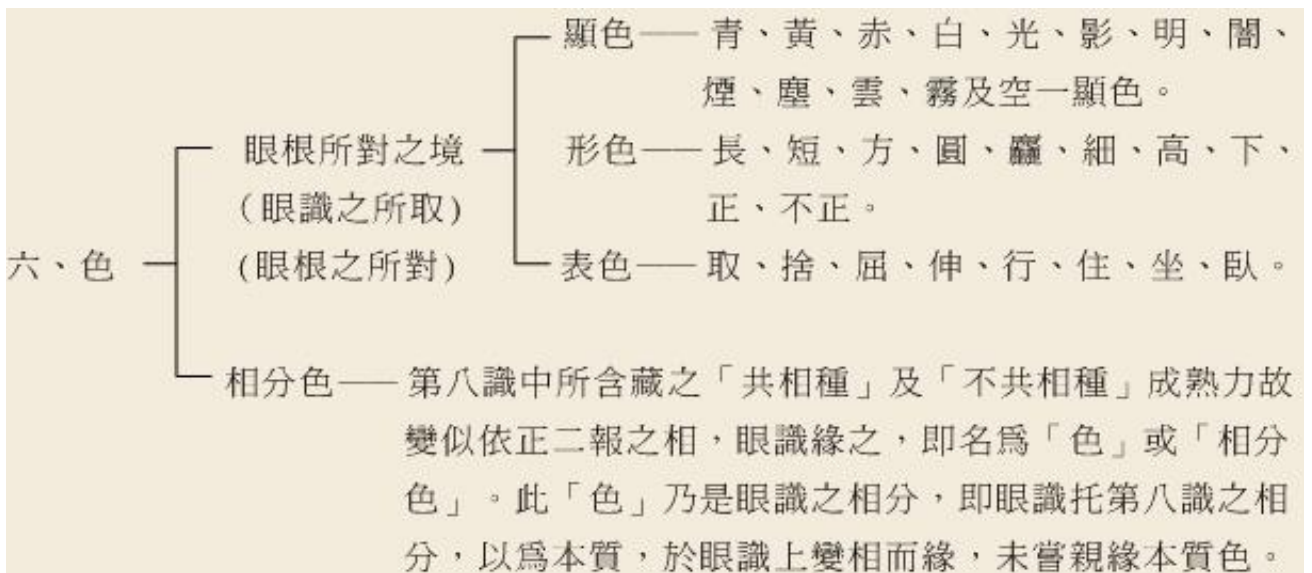 顯色—— 青、黃、赤、白、光、影、明、闇、
煙、塵、雲、霧及空一顯色。
眼根所對之境
形色—— 長、短、方、圓、麤、細、高、下、
(眼識之所取)
正、不正。
六、色
(眼根之所對)
表色—— 取、捨、屈、伸、行、住、坐、臥。
相分色—— 第八識中所含藏之「共相種」及「不共相種」成熟力故
變似依正二報之相,眼識緣之,即名爲「色」或「相分
色」。此「色」乃是眼識之相分,即眼識托第八識之相
分,以爲本質,於眼識上變相而緣,未嘗親緣本質色。